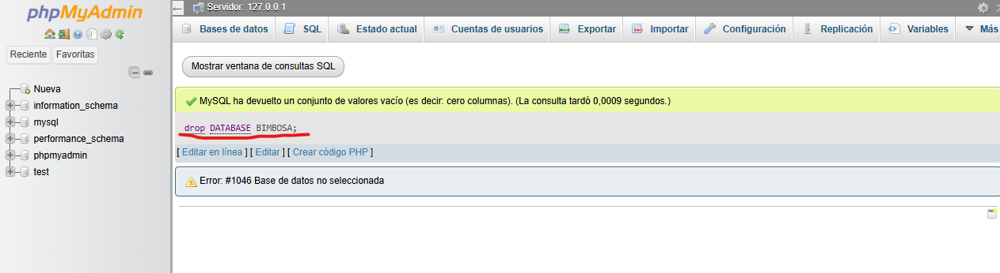 phpMyAdmin
Reciente Favoritas
Nueva
information_schema
mysql
performance_schema
phpmyadmin
test
Servidor: 127.0.0.1
Bases de datos SQL Estado actual Cuentas de usuarios Exportar Importar Configuración Replicación Variables Más
Mostrar ventana de consultas SQL
MySQL ha devuelto un conjunto de valores vacío (es decir: cero columnas). (La consulta tardó 0,0009 segundos.)
drop DATABASE BIMBOSA;
[ Editar en línea ] [ Editar ] [ Crear código PHP ]
Error: #1046 Base de datos no seleccionada